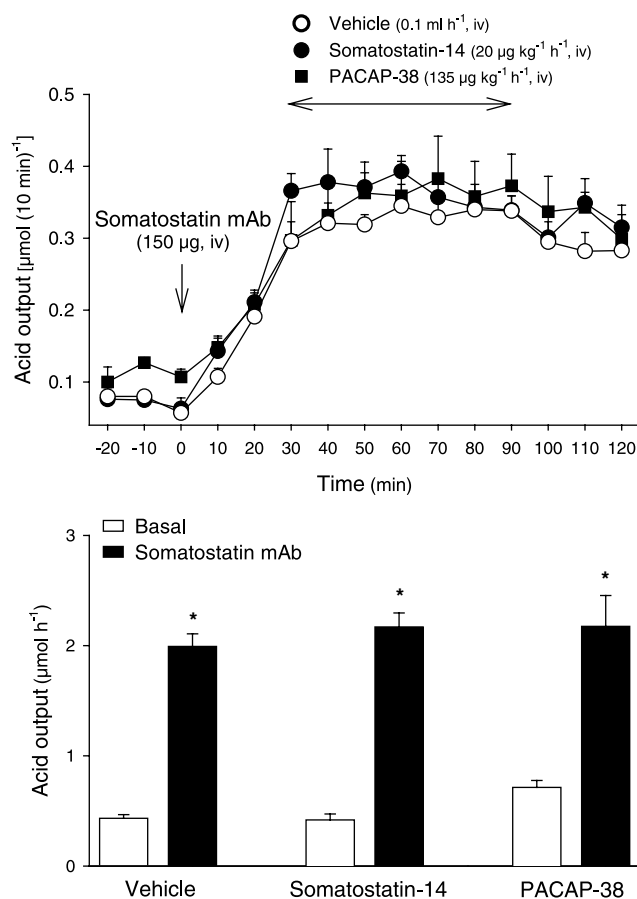 Vehicle (0.1 ml h⁻¹, iv)
Somatostatin-14 (20 µg kg⁻¹ h⁻¹, iv)
PACAP-38 (135 µg kg⁻¹ h⁻¹, iv)
0.5
0.4
0.3
0.2
0.1
Acid output [µmol (10 min)⁻¹]
Somatostatin mAb
(150 µg, iv)
-20 -10 0 10 20 30 40 50 60 70 80 90 100 110 120
Time (min)
Basal
Somatostatin mAb
3
2
1
0
Acid output (µmol h⁻¹)
* * *
Vehicle Somatostatin-14 PACAP-38